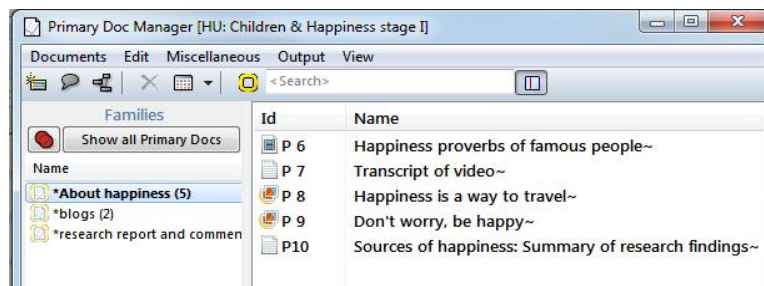 Primary Doc Manager [HU: Children & Happiness stage I]
Documents Edit Miscellaneous Output View
<Search>
Families
Show all Primary Docs
Name
*About happiness (5)
*blogs (2)
*research report and commen
Id Name
P 6 Happiness proverbs of famous people~
P 7 Transcript of video~
P 8 Happiness is a way to travel~
P 9 Don't worry, be happy~
P10 Sources of happiness: Summary of research findings~